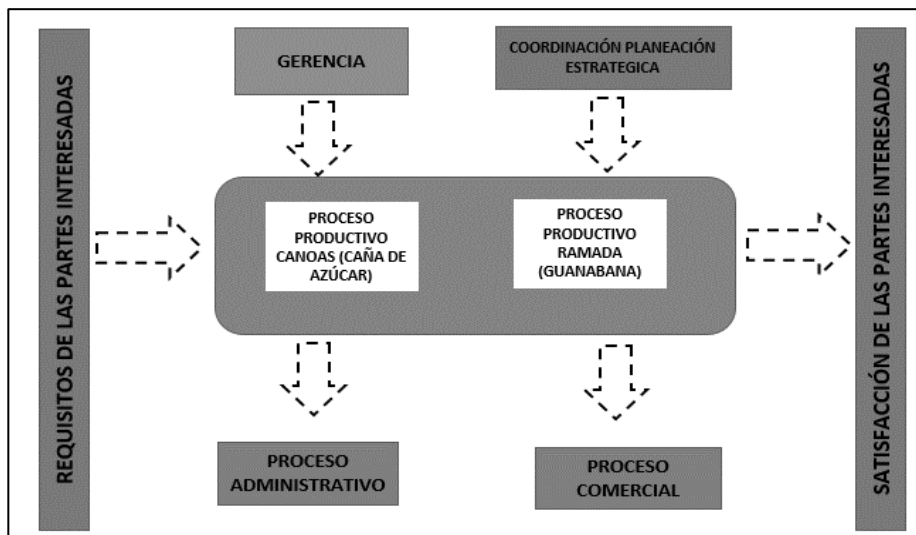 REQUISITOS DE LAS PARTES INTERESADAS
GERENCIA
COORDINACIÓN PLANEACIÓN
ESTRATEGICA
PROCESO
PRODUCTIVO
CANOAS (CAÑA DE
AZÚCAR)
PROCESO
PRODUCTIVO
RAMADA
(GUANABANA)
PROCESO
ADMINISTRATIVO
PROCESO
COMERCIAL
SATISFACCIÓN DE LAS PARTES INTERESADAS